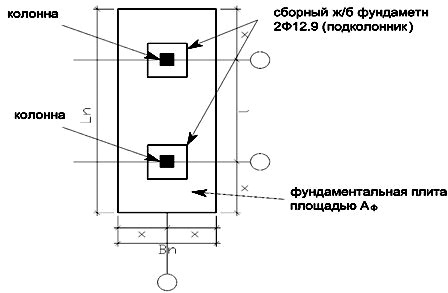 колонна
сборный ж/б фундаметн
2Ф12.9 (подколонник)
x
Ln
l
колонна
x
фундаментальная плита
площадью Аф
x x
Bn